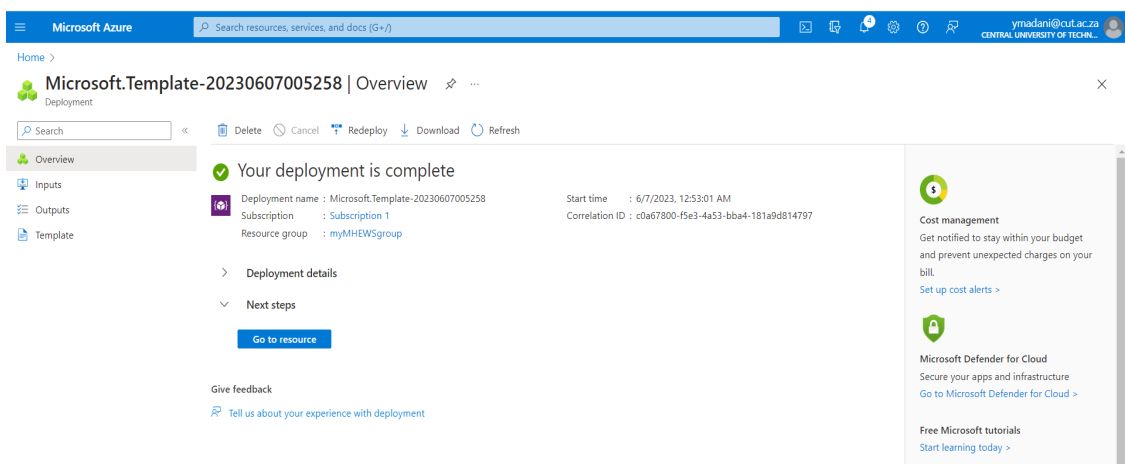 Microsoft Azure
Search resources, services, and docs (G+/)
4
ymadani@cut.ac.za
CENTRAL UNIVERSITY OF TECHN...
Home >
Microsoft.Template-20230607005258 | Overview
Deployment
Search
Delete
Cancel
Redeploy
Download
Refresh
Overview
Inputs
Outputs
Template
Your deployment is complete
Deployment name : Microsoft.Template-20230607005258
Subscription : Subscription 1
Resource group : myMHEWSgroup
Start time : 6/7/2023, 12:53:01 AM
Correlation ID : c0a67800-f5e3-4a53-bba4-181a9d814797
Deployment details
Next steps
Go to resource
Give feedback
Tell us about your experience with deployment
$
Cost management
Get notified to stay within your budget
and prevent unexpected charges on your
bill.
Set up cost alerts >
Microsoft Defender for Cloud
Secure your apps and infrastructure
Go to Microsoft Defender for Cloud >
Free Microsoft tutorials
Start learning today >